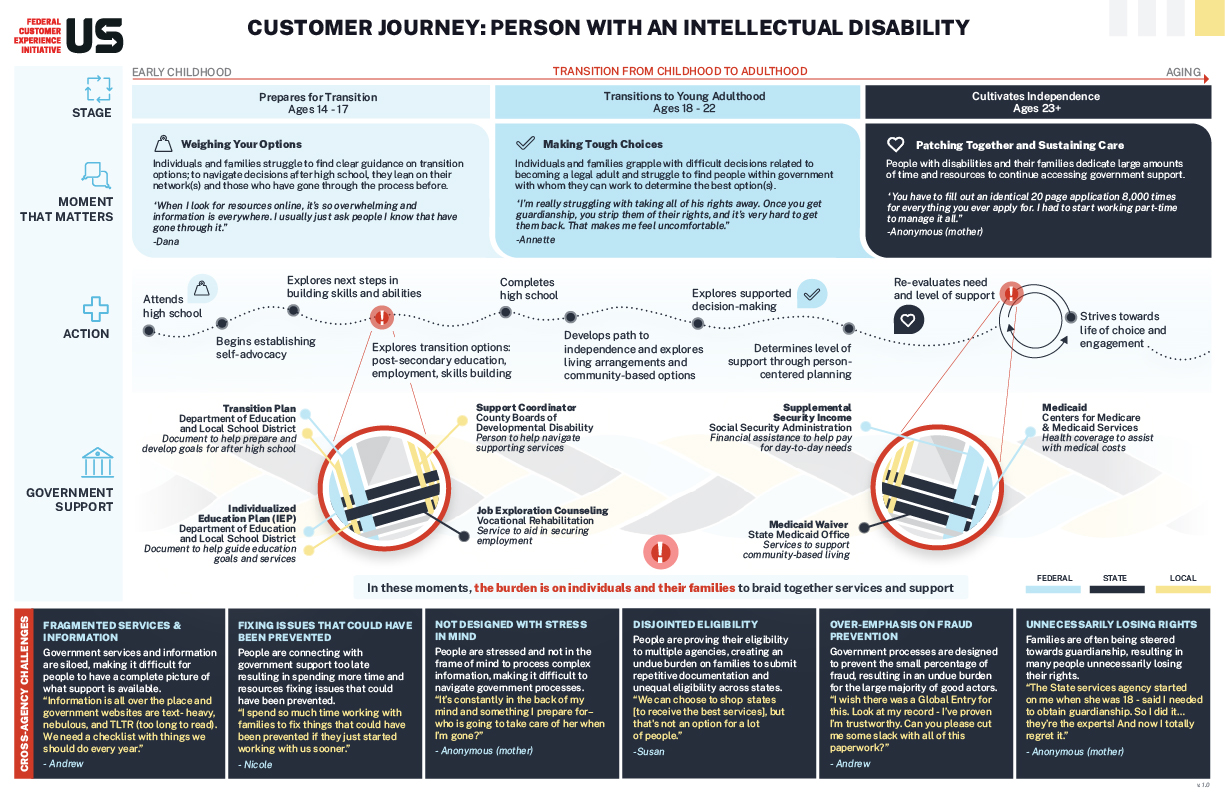 FEDERAL
CUSTOMER
EXPERIENCE
INITIATIVE
US
CUSTOMER JOURNEY: PERSON WITH AN INTELLECTUAL DISABILITY
EARLY CHILDHOOD
TRANSITION FROM CHILDHOOD TO ADULTHOOD
AGING
STAGE
Prepares for Transition
Ages 14 - 17
Transitions to Young Adulthood
Ages 18 - 22
Cultivates Independence
Ages 23+
MOMENT
THAT MATTERS
Weighing Your Options
Individuals and families struggle to find clear guidance on transition
options; to navigate decisions after high school, they lean on their
network(s) and those who have gone through the process before.
‘When I look for resources online, it’s so overwhelming and
information is everywhere. I usually just ask people I know that have
gone through it.”
-Dana
Making Tough Choices
Individuals and families grapple with difficult decisions related to
becoming a legal adult and struggle to find people within government
with whom they can work to determine the best option(s).
‘I’m really struggling with taking all of his rights away. Once you get
guardianship, you strip them of their rights, and it’s very hard to get
them back. That makes me feel uncomfortable.”
-Annette
Patching Together and Sustaining Care
People with disabilities and their families dedicate large amounts
of time and resources to continue accessing government support.
‘You have to fill out an identical 20 page application 8,000 times
for everything you ever apply for. I had to start working part-time
to manage it all.”
-Anonymous (mother)
ACTION
Attends
high school
Begins establishing
self-advocacy
Explores next steps in
building skills and abilities
Explores transition options:
post-secondary education,
employment, skills building
Completes
high school
Develops path to
independence and explores
living arrangements and
community-based options
Explores supported
decision-making
Determines level of
support through person-
centered planning
Re-evaluates need
and level of support
Strives towards
life of choice and
engagement
GOVERNMENT
SUPPORT
Transition Plan
Department of Education
and Local School District
Document to help prepare and
develop goals for after high school
Individualized
Education Plan (IEP)
Department of Education
and Local School District
Document to help guide education
goals and services
Support Coordinator
County Boards of
Developmental Disability
Person to help navigate
supporting services
Job Exploration Counseling
Vocational Rehabilitation
Service to aid in securing
employment
Supplemental
Security Income
Social Security Administration
Financial assistance to help pay
for day-to-day needs
Medicaid Waiver
State Medicaid Office
Services to support
community-based living
Medicaid
Centers for Medicare
& Medicaid Services
Health coverage to assist
with medical costs
In these moments, the burden is on individuals and their families to braid together services and support
FEDERAL
STATE
LOCAL
CROSS-AGENCY CHALLENGES
FRAGMENTED SERVICES &
INFORMATION
Government services and information
are siloed, making it difficult for
people to have a complete picture of
what support is available.
“Information is all over the place and
government websites are text- heavy,
nebulous, and TLTR (too long to read).
We need a checklist with things we
should do every year.”
- Andrew
FIXING ISSUES THAT COULD HAVE
BEEN PREVENTED
People are connecting with
government support too late
resulting in spending more time and
resources fixing issues that could
have been prevented.
“I spend so much time working with
families to fix things that could have
been prevented if they just started
working with us sooner.”
- Nicole
NOT DESIGNED WITH STRESS
IN MIND
People are stressed and not in the
frame of mind to process complex
information, making it difficult to
navigate government processes.
“It’s constantly in the back of my
mind and something I prepare for–
who is going to take care of her when
I’m gone?”
- Anonymous (mother)
DISJOINTED ELIGIBILITY
People are proving their eligibility
to multiple agencies, creating an
undue burden on families to submit
repetitive documentation and
unequal eligibility across states.
“We can choose to shop states
[to receive the best services], but
that's not an option for a lot
of people.”
-Susan
OVER-EMPHASIS ON FRAUD
PREVENTION
Government processes are designed
to prevent the small percentage of
fraud, resulting in an undue burden
for the large majority of good actors.
“I wish there was a Global Entry for
this. Look at my record - I’ve proven
I’m trustworthy. Can you please cut
me some slack with all of this
paperwork?”
- Andrew
UNNECESSARILY LOSING RIGHTS
Families are often being steered
towards guardianship, resulting in
many people unnecessarily losing
their rights.
“The State services agency started
on me when she was 18 - said I needed
to obtain guardianship. So I did it...
they’re the experts! And now I totally
regret it.”
- Anonymous (mother)
v 1.0